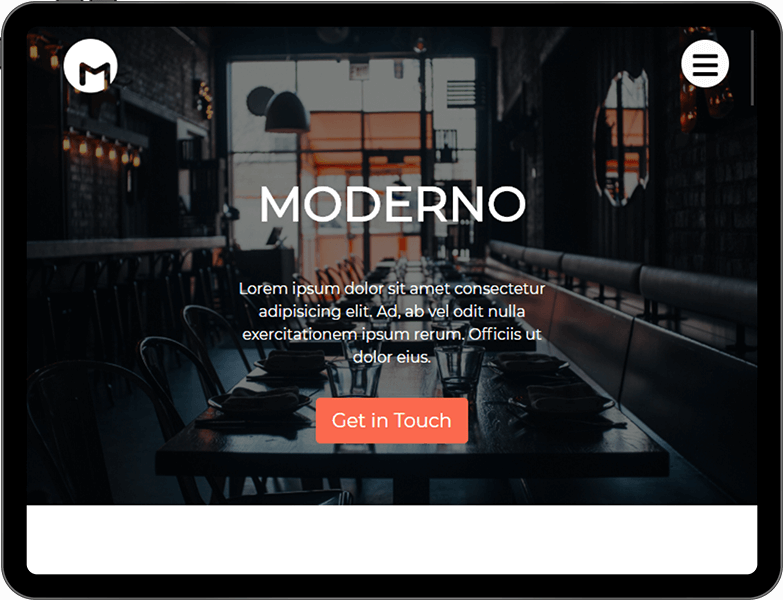 M
MODERNO
Lorem ipsum dolor sit amet consectetur
adipisicing elit. Ad, ab vel odit nulla
exercitationem ipsum rerum. Officiis ut
dolor eius.
Get in Touch